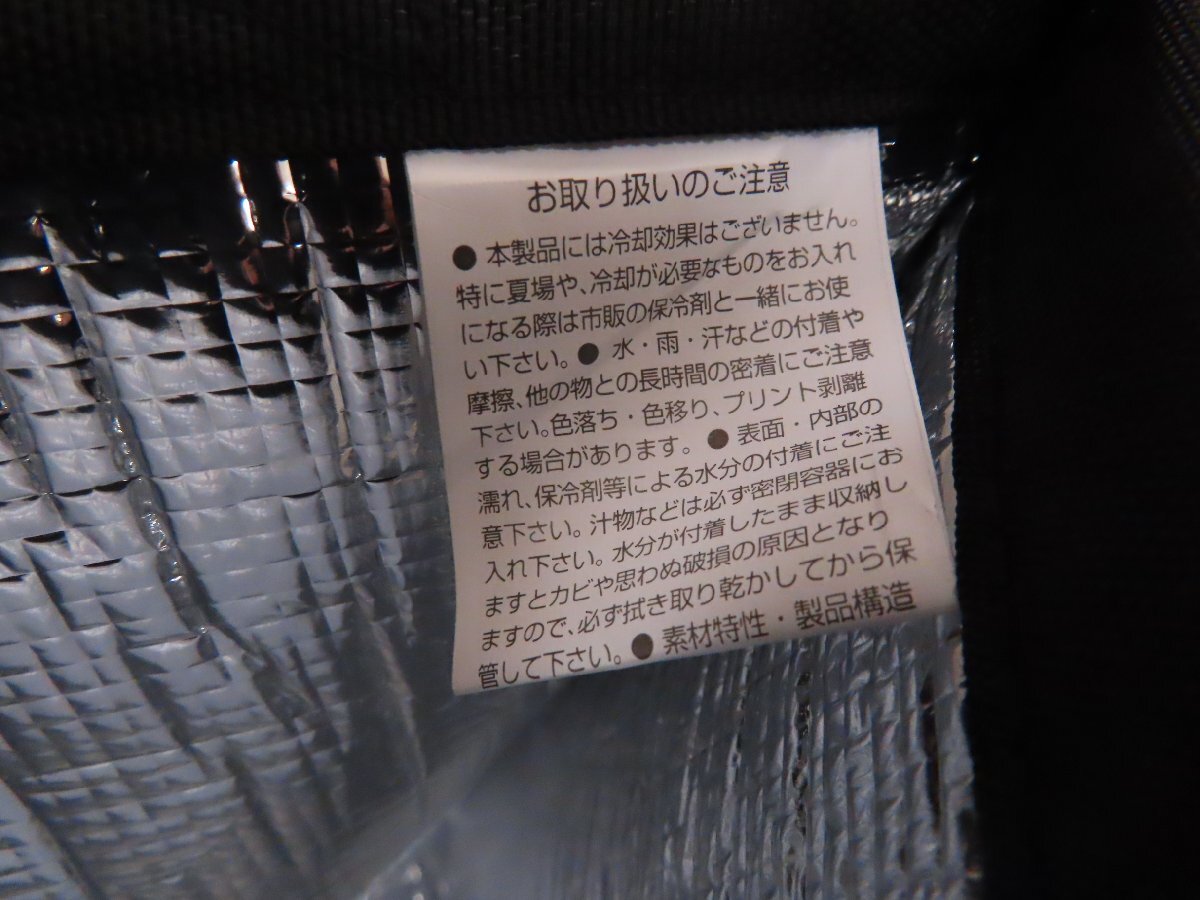 お取り扱いのご注意
● 本製品には冷却効果はございません。
特に夏場や、冷却が必要なものをお入れ
になる際は市販の保冷剤と一緒にお使
い下さい。● 水・雨・汗などの付着や
摩擦、他の物との長時間の密着にご注意
下さい。色落ち・色移り、プリント剥離
する場合があります。● 表面・内部の
濡れ、保冷剤等による水分の付着にご注
意下さい。汁物などは必ず密閉容器にお
入れ下さい。水分が付着したまま収納し
ますとカビや思わぬ破損の原因となり
ますので、必ず拭き取り乾かしてから保
管して下さい。● 素材特性・製品構造